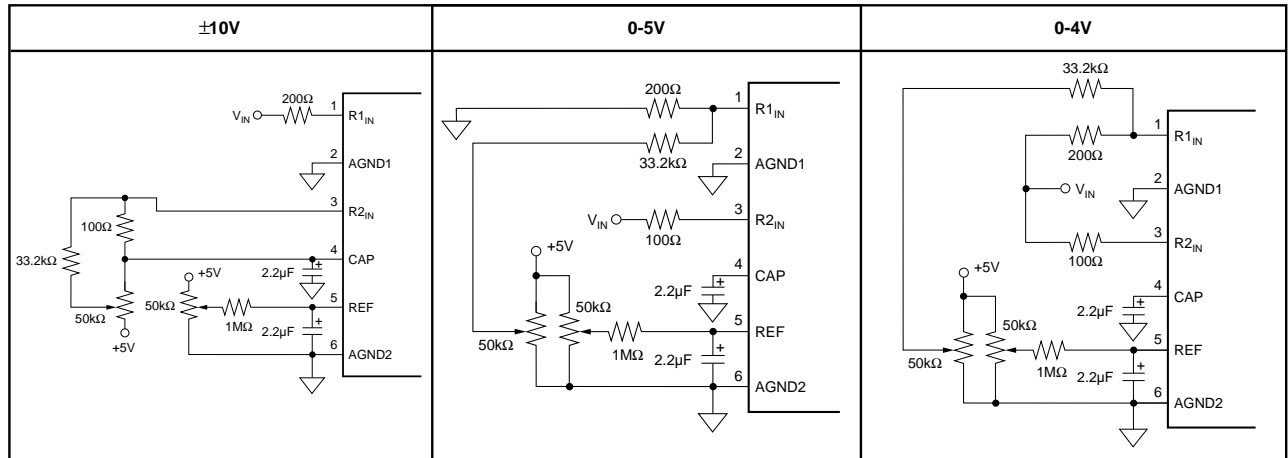 ±10V
200Ω
V_IN
1
R1_IN
2
AGND1
3
R2_IN
100Ω
4
CAP
2.2µF
33.2kΩ
+5V
50kΩ
50kΩ
1MΩ
5
REF
2.2µF
+5V
6
AGND2
0-5V
200Ω
1
R1_IN
33.2kΩ
2
AGND1
V_IN
3
R2_IN
100Ω
+5V
4
CAP
2.2µF
50kΩ
50kΩ
1MΩ
5
REF
2.2µF
6
AGND2
0-4V
33.2kΩ
1
R1_IN
200Ω
V_IN
2
AGND1
3
R2_IN
100Ω
+5V
4
CAP
2.2µF
50kΩ
50kΩ
1MΩ
5
REF
2.2µF
6
AGND2